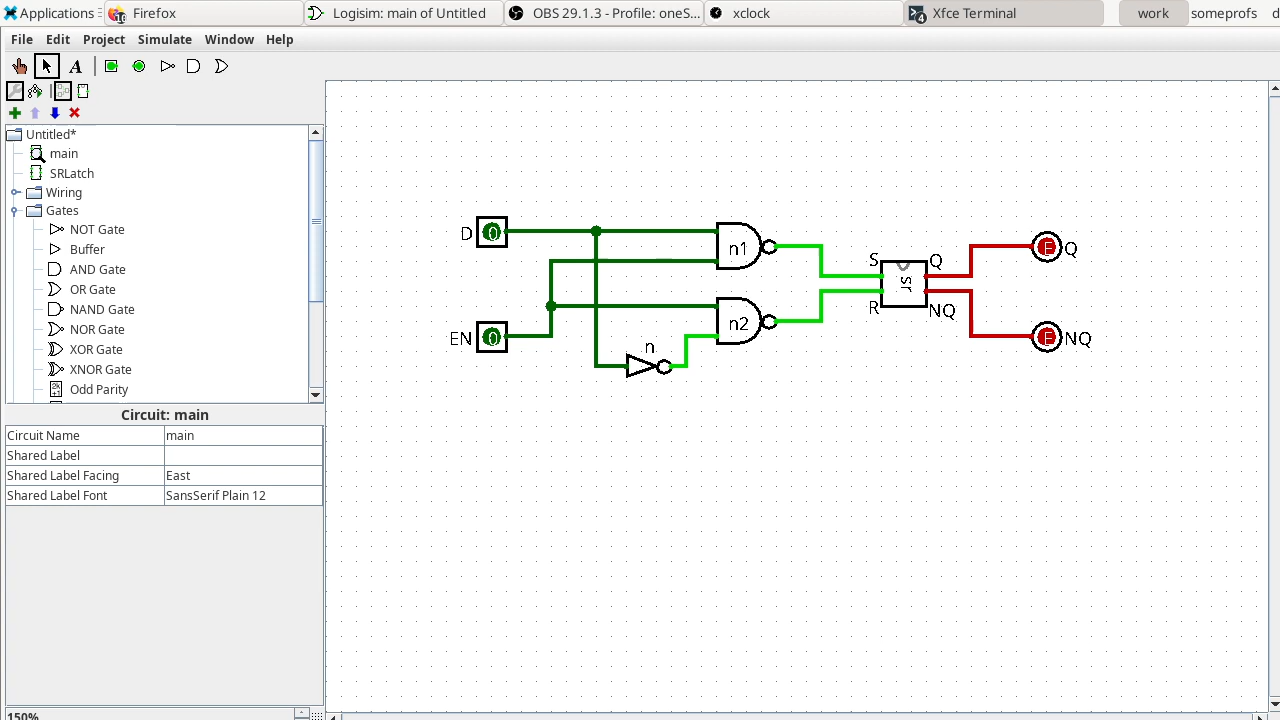 Applications Firefox Logisim: main of Untitled OBS 29.1.3 - Profile: oneS... xclock Xfce Terminal work someprofs d
File Edit Project Simulate Window Help
A
Untitled*
main
SRLatch
Wiring
Gates
NOT Gate
Buffer
AND Gate
OR Gate
NAND Gate
NOR Gate
XOR Gate
XNOR Gate
Odd Parity
Circuit: main
Circuit Name main
Shared Label
Shared Label Facing East
Shared Label Font SansSerif Plain 12
150%
D 0 n1 S Q E Q
sr
EN 0 n2 R NQ E NQ
n